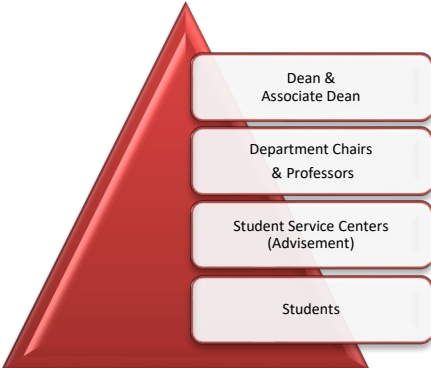 Dean &
Associate Dean
Department Chairs
& Professors
Student Service Centers
(Advisement)
Students